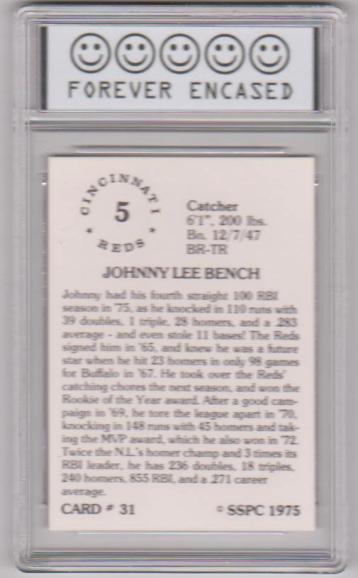 FOREVER ENCASED
CINCINNATI
5
REDS
Catcher
6'1", 200 lbs.
Bn. 12/7/47
BR-TR
JOHNNY LEE BENCH
Johnny had his fourth straight 100 RBI
season in '75, as he knocked in 110 runs with
39 doubles, 1 triple, 28 homers, and a .283
average - and even stole 11 bases! The Reds
signed him in '65, and knew he was a future
star when he hit 23 homers in only 98 games
for Buffalo in '67. He took over the Reds'
catching chores the next season, and won the
Rookie of the Year award. After a good cam-
paign in '69, he tore the league apart in '70,
knocking in 148 runs with 45 homers and tak-
ing the MVP award, which he also won in '72.
Twice the N.L.'s homer champ and 3 times its
RBI leader, he has 236 doubles, 18 triples,
240 homers, 855 RBI, and a .271 career
average.
CARD # 31
© SSPC 1975